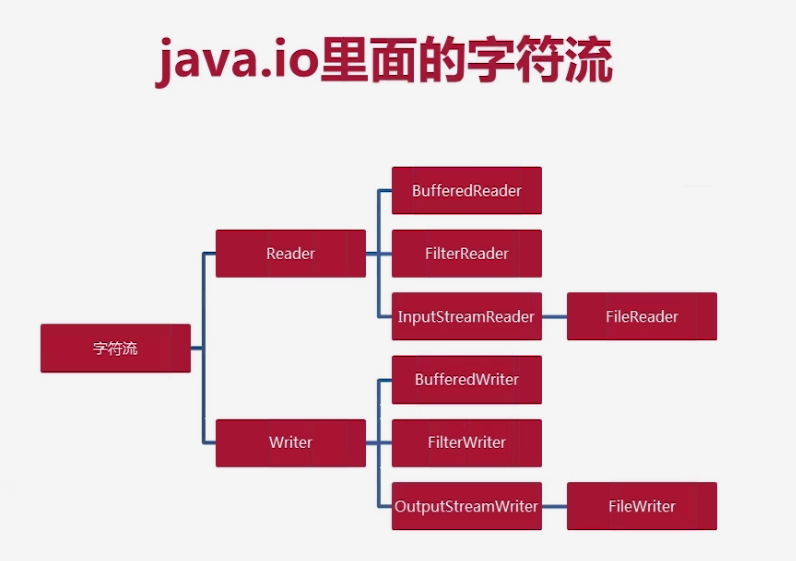 java.io里面的字符流
BufferedReader
Reader
FilterReader
InputStreamReader
FileReader
字符流
BufferedWriter
Writer
FilterWriter
OutputStreamWriter
FileWriter